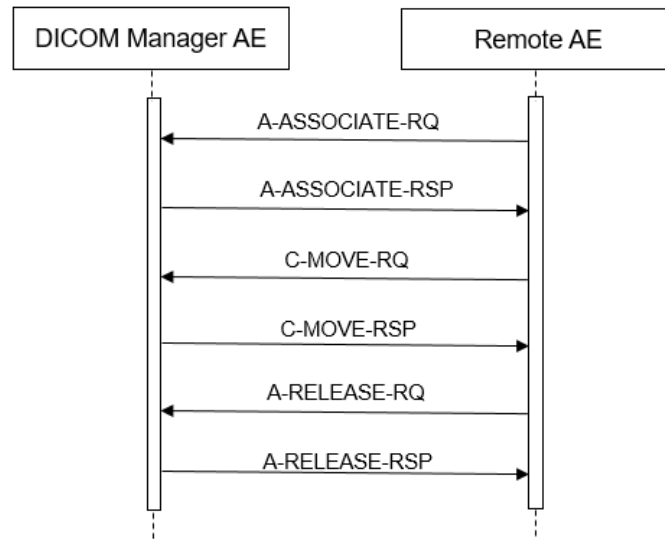 DICOM Manager AE
Remote AE
A-ASSOCIATE-RQ
A-ASSOCIATE-RSP
C-MOVE-RQ
C-MOVE-RSP
A-RELEASE-RQ
A-RELEASE-RSP